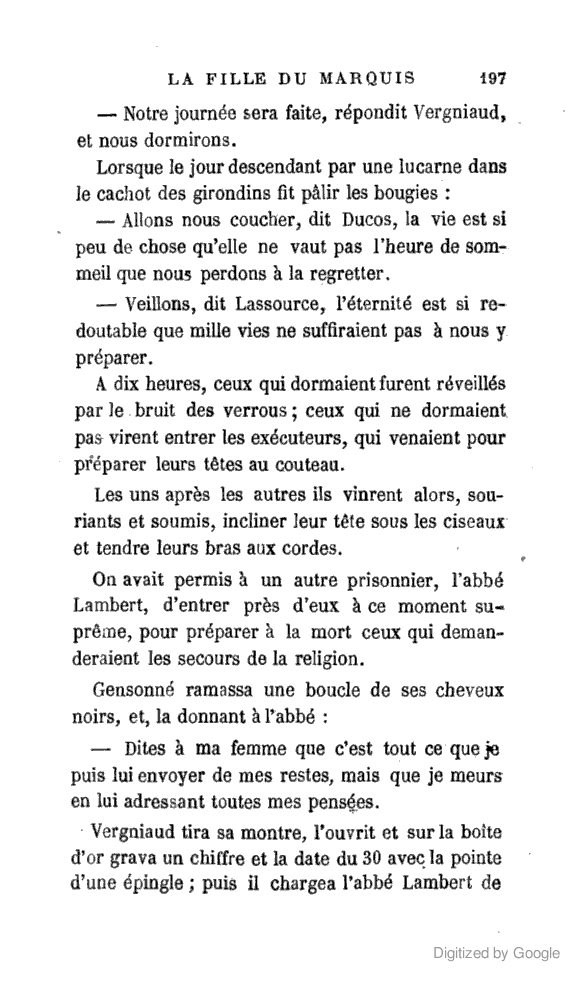 LA FILLE DU MARQUIS 197
— Notre journée sera faite, répondit Vergniaud,
et nous dormirons.
Lorsque le jour descendant par une lucarne dans
le cachot des girondins fit pâlir les bougies :
— Allons nous coucher, dit Ducos, la vie est si
peu de chose qu'elle ne vaut pas l'heure de som-
meil que nous perdons à la regretter.
— Veillons, dit Lassource, l'éternité est si re-
doutable que mille vies ne suffiraient pas à nous y
préparer.
A dix heures, ceux qui dormaient furent réveillés
par le bruit des verrous ; ceux qui ne dormaient
pas virent entrer les exécuteurs, qui venaient pour
préparer leurs têtes au couteau.
Les uns après les autres ils vinrent alors, sou-
riants et soumis, incliner leur tête sous les ciseaux
et tendre leurs bras aux cordes.
On avait permis à un autre prisonnier, l'abbé
Lambert, d'entrer près d'eux à ce moment su-
prême, pour préparer à la mort ceux qui deman-
deraient les secours de la religion.
Gensonné ramassa une boucle de ses cheveux
noirs, et, la donnant à l'abbé :
— Dites à ma femme que c'est tout ce que je
puis lui envoyer de mes restes, mais que je meurs
en lui adressant toutes mes pensées.
Vergniaud tira sa montre, l'ouvrit et sur la boîte
d'or grava un chiffre et la date du 30 avec la pointe
d'une épingle ; puis il chargea l'abbé Lambert de
Digitized by Google